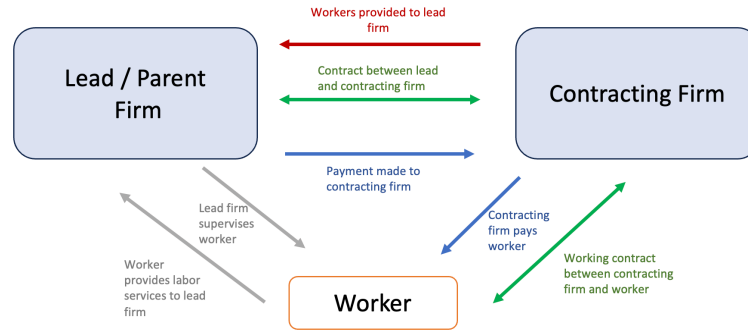 Workers provided to lead
firm
Lead / Parent
Firm
Contract between lead
and contracting firm
Contracting Firm
Payment made to
contracting firm
Lead firm
supervises
worker
Contracting
firm pays
worker
Worker
provides labor
services to lead
firm
Working contract
between contracting
firm and worker
Worker